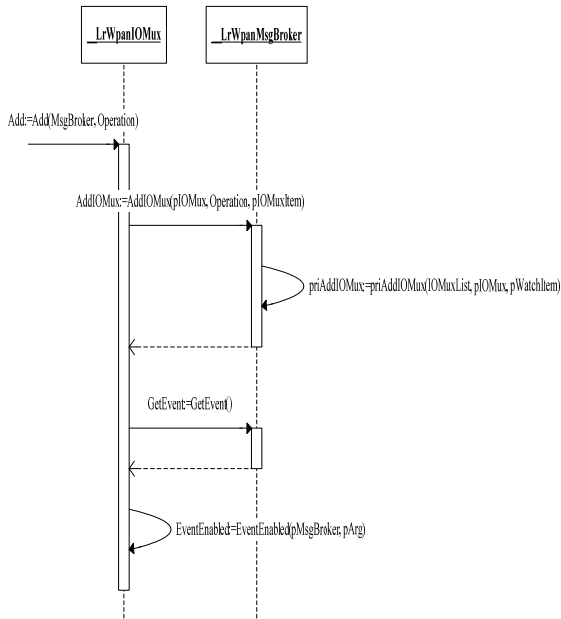 _LrWpanIOMux
_LrWpanMsgBroker
Add:=Add(MsgBroker, Operation)
AddIOMux:=AddIOMux(pIOMux, Operation, pIOMuxItem)
priAddIOMux:=priAddIOMux(IOMuxList, pIOMux, pWatchItem)
GetEvent:=GetEvent()
EventEnabled:=EventEnabled(pMsgBroker, pArg)